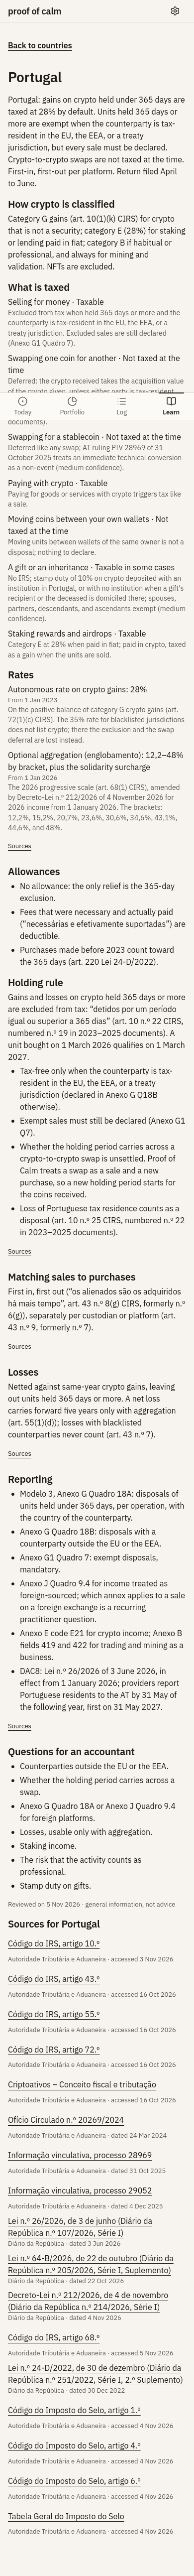 proof of calm
Back to countries
Portugal
Portugal: gains on crypto held under 365 days are
taxed at 28% by default. Units held 365 days or
more are exempt when the counterparty is tax-
resident in the EU, the EEA, or a treaty
jurisdiction, but every sale must be declared.
Crypto-to-crypto swaps are not taxed at the time.
First-in, first-out per platform. Return filed April
to June.
How crypto is classified
Category G gains (art. 10(1)(k) CIRS) for crypto
that is not a security; category E (28%) for staking
or lending paid in fiat; category B if habitual or
professional, and always for mining and
validation. NFTs are excluded.
What is taxed
Selling for money · Taxable
Excluded from tax when held 365 days or more and the
counterparty is tax-resident in the EU, the EEA, or a
treaty jurisdiction. Excluded sales are still declared
(Anexo G1 Quadro 7).
Swapping one coin for another · Not taxed at the
time
Deferred: the crypto received takes the acquisition value
Today
Portfolio
Log
Learn
documents).
Swapping for a stablecoin · Not taxed at the time
Deferred like any swap; AT ruling PIV 28969 of 31
October 2025 treats an immediate technical conversion
as a non-event (medium confidence).
Paying with crypto · Taxable
Paying for goods or services with crypto triggers tax like
a sale.
Moving coins between your own wallets · Not
taxed at the time
Moving units between wallets of the same owner is not a
disposal; nothing to declare.
A gift or an inheritance · Taxable in some cases
No IRS; stamp duty of 10% on crypto deposited with an
institution in Portugal, or with no institution when a gift's
recipient or the deceased is domiciled there; spouses,
partners, descendants, and ascendants exempt (medium
confidence).
Staking rewards and airdrops · Taxable
Category E at 28% when paid in fiat; paid in crypto, taxed
as a gain when the units are sold.
Rates
Autonomous rate on crypto gains: 28%
From 1 Jan 2023
On the positive balance of category G crypto gains (art.
72(1)(c) CIRS). The 35% rate for blacklisted jurisdictions
does not list crypto; there the exclusion and the swap
deferral are lost instead.
Optional aggregation (englobamento): 12,2–48%
by bracket, plus the solidarity surcharge
From 1 Jan 2026
The 2026 progressive scale (art. 68(1) CIRS), amended
by Decreto-Lei n.º 212/2026 of 4 November 2026 for
2026 income from 1 January 2026. The brackets:
12,2%, 15,2%, 20,7%, 23,6%, 30,6%, 34,6%, 43,1%,
44,6%, and 48%.
Sources
Allowances
• No allowance: the only relief is the 365-day
exclusion.
• Fees that were necessary and actually paid
(“necessárias e efetivamente suportadas”) are
deductible.
• Purchases made before 2023 count toward
the 365 days (art. 220 Lei 24-D/2022).
Holding rule
Gains and losses on crypto held 365 days or more
are excluded from tax: “detidos por um período
igual ou superior a 365 dias” (art. 10 n.º 22 CIRS,
numbered n.º 19 in 2023–2025 documents). A
unit bought on 1 March 2026 qualifies on 1 March
2027.
• Tax-free only when the counterparty is tax-
resident in the EU, the EEA, or a treaty
jurisdiction (declared in Anexo G Q18B
otherwise).
• Exempt sales must still be declared (Anexo G1
Q7).
• Whether the holding period carries across a
crypto-to-crypto swap is unsettled. Proof of
Calm treats a swap as a sale and a new
purchase, so a new holding period starts for
the coins received.
• Loss of Portuguese tax residence counts as a
disposal (art. 10 n.º 25 CIRS, numbered n.º 22
in 2023–2025 documents).
Sources
Matching sales to purchases
First in, first out (“os alienados são os adquiridos
há mais tempo”, art. 43 n.º 8(g) CIRS, formerly n.º
6(g)), separately per custodian or platform (art.
43 n.º 9, formerly n.º 7).
Sources
Losses
Netted against same-year crypto gains, leaving
out units held 365 days or more. A net loss
carries forward five years only with aggregation
(art. 55(1)(d)); losses with blacklisted
counterparties never count (art. 43 n.º 7).
Sources
Reporting
• Modelo 3, Anexo G Quadro 18A: disposals of
units held under 365 days, per operation, with
the country of the counterparty.
• Anexo G Quadro 18B: disposals with a
counterparty outside the EU or the EEA.
• Anexo G1 Quadro 7: exempt disposals,
mandatory.
• Anexo J Quadro 9.4 for income treated as
foreign-sourced; which annex applies to a sale
on a foreign exchange is a recurring
practitioner question.
• Anexo E code E21 for crypto income; Anexo B
fields 419 and 422 for trading and mining as a
business.
• DAC8: Lei n.º 26/2026 of 3 June 2026, in
effect from 1 January 2026; providers report
Portuguese residents to the AT by 31 May of
the following year, first on 31 May 2027.
Sources
Questions for an accountant
• Counterparties outside the EU or the EEA.
• Whether the holding period carries across a
swap.
• Anexo G Quadro 18A or Anexo J Quadro 9.4
for foreign platforms.
• Losses, usable only with aggregation.
• Staking income.
• The risk that the activity counts as
professional.
• Stamp duty on gifts.
Reviewed on 5 Nov 2026 · general information, not advice
Sources for Portugal
Código do IRS, artigo 10.º
Autoridade Tributária e Aduaneira · accessed 3 Nov 2026
Código do IRS, artigo 43.º
Autoridade Tributária e Aduaneira · accessed 16 Oct 2026
Código do IRS, artigo 55.º
Autoridade Tributária e Aduaneira · accessed 16 Oct 2026
Código do IRS, artigo 72.º
Autoridade Tributária e Aduaneira · accessed 16 Oct 2026
Criptoativos – Conceito fiscal e tributação
Autoridade Tributária e Aduaneira · accessed 16 Oct 2026
Ofício Circulado n.º 20269/2024
Autoridade Tributária e Aduaneira · dated 24 Mar 2024
Informação vinculativa, processo 28969
Autoridade Tributária e Aduaneira · dated 31 Oct 2025
Informação vinculativa, processo 29052
Autoridade Tributária e Aduaneira · dated 4 Dec 2025
Lei n.º 26/2026, de 3 de junho (Diário da
República n.º 107/2026, Série I)
Diário da República · dated 3 Jun 2026
Lei n.º 64-B/2026, de 22 de outubro (Diário da
República n.º 205/2026, Série I, Suplemento)
Diário da República · dated 22 Oct 2026
Decreto-Lei n.º 212/2026, de 4 de novembro
(Diário da República n.º 214/2026, Série I)
Diário da República · dated 4 Nov 2026
Código do IRS, artigo 68.º
Autoridade Tributária e Aduaneira · accessed 5 Nov 2026
Lei n.º 24-D/2022, de 30 de dezembro (Diário da
República n.º 251/2022, Série I, 2.º Suplemento)
Diário da República · dated 30 Dec 2022
Código do Imposto do Selo, artigo 1.º
Autoridade Tributária e Aduaneira · accessed 4 Nov 2026
Código do Imposto do Selo, artigo 4.º
Autoridade Tributária e Aduaneira · accessed 4 Nov 2026
Código do Imposto do Selo, artigo 6.º
Autoridade Tributária e Aduaneira · accessed 4 Nov 2026
Tabela Geral do Imposto do Selo
Autoridade Tributária e Aduaneira · accessed 4 Nov 2026